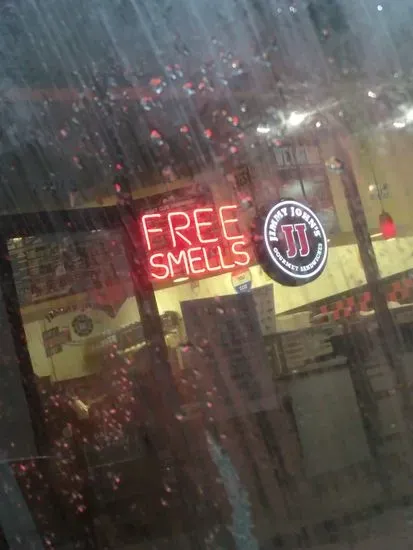 FREE
SMELLS
JIMMY JOHN'S
JJ
GOURMET SANDWICHES